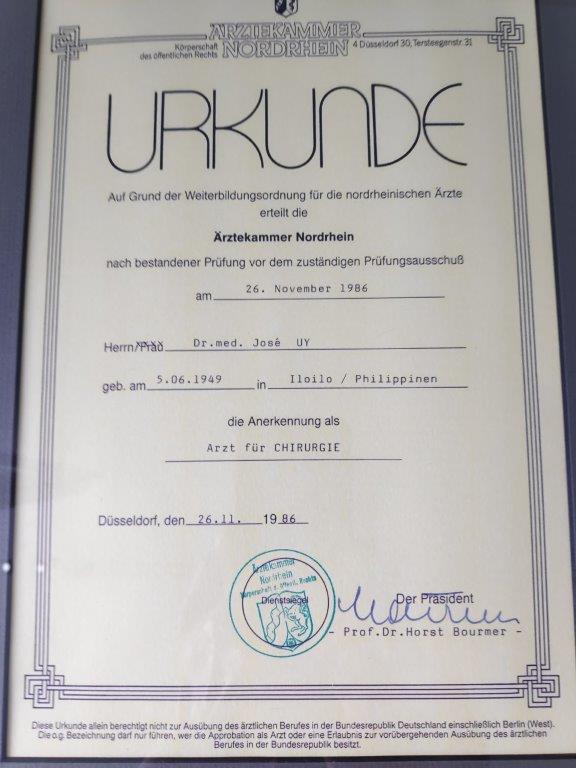 ÄRZTEKAMMER
NORDRHEIN
Körperschaft
des öffentlichen Rechts
4 Düsseldorf 30, Tersteegenstr. 31
URKUNDE
Auf Grund der Weiterbildungsordnung für die nordrheinischen Ärzte
erteilt die
Ärztekammer Nordrhein
nach bestandener Prüfung vor dem zuständigen Prüfungsausschuß
am 26. November 1986
Herrn/Frau Dr.med. José UY
geb. am 5.06.1949 in Iloilo / Philippinen
die Anerkennung als
Arzt für CHIRURGIE
Düsseldorf, den 26.11. 1986
Ärztekammer
Nordrhein
Körperschaft d. öffentl. Rechts
Dienstsiegel
Der Präsident
- Prof.Dr.Horst Bourmer -
Diese Urkunde allein berechtigt nicht zur Ausübung des ärztlichen Berufes in der Bundesrepublik Deutschland einschließlich Berlin (West).
Die o.g. Bezeichnung darf nur führen, wer die Approbation als Arzt oder eine Erlaubnis zur vorübergehenden Ausübung des ärztlichen
Berufes in der Bundesrepublik besitzt.